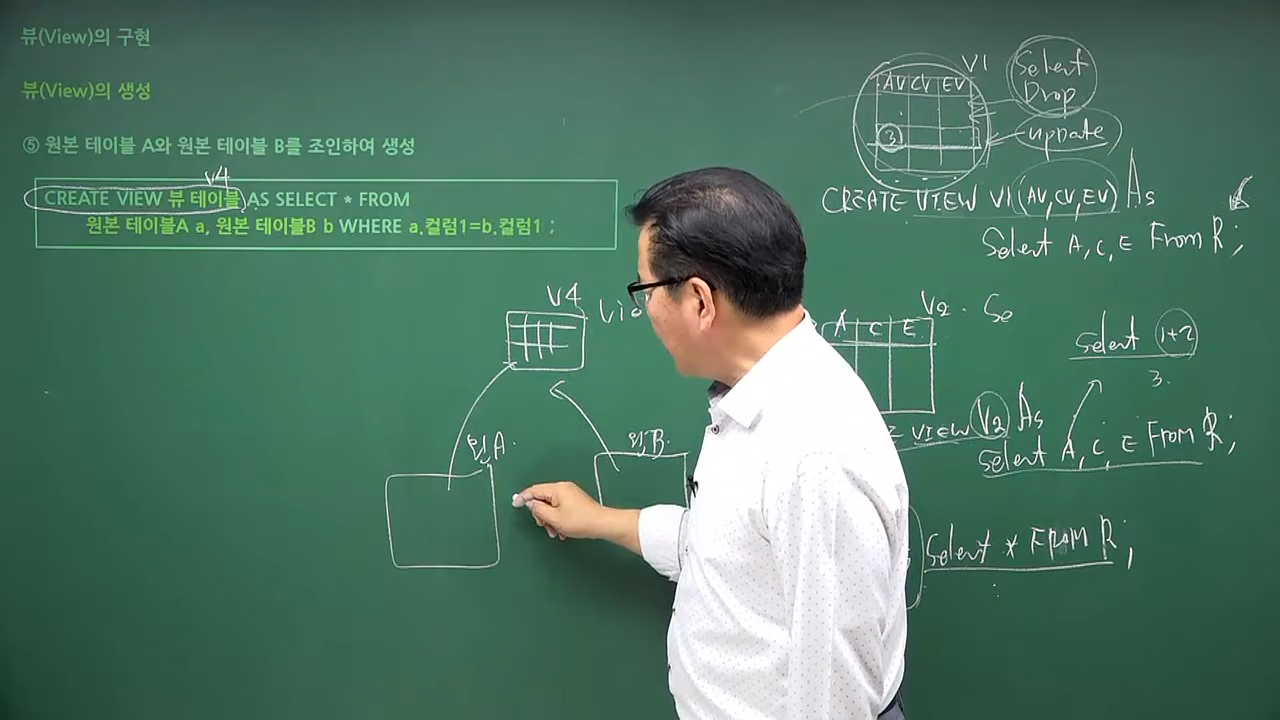 뷰(View)의 구현
뷰(View)의 생성
⑤ 원본 테이블 A와 원본 테이블 B를 조인하여 생성
V4
CREATE VIEW 뷰 테이블 AS SELECT * FROM
원본 테이블A a, 원본 테이블B b WHERE a.컬럼1=b.컬럼1 ;
V4 Vie
원A.
원B.
V1
AV CV EV
3
Select
Drop
update
CREATE VIEW V1(AV,CV,EV) As
Select A,C,E From R;
V2. Se
A C E
Select 1+2
3.
VIEW V2 As
Select A,C,E From R;
Select * FROM R;